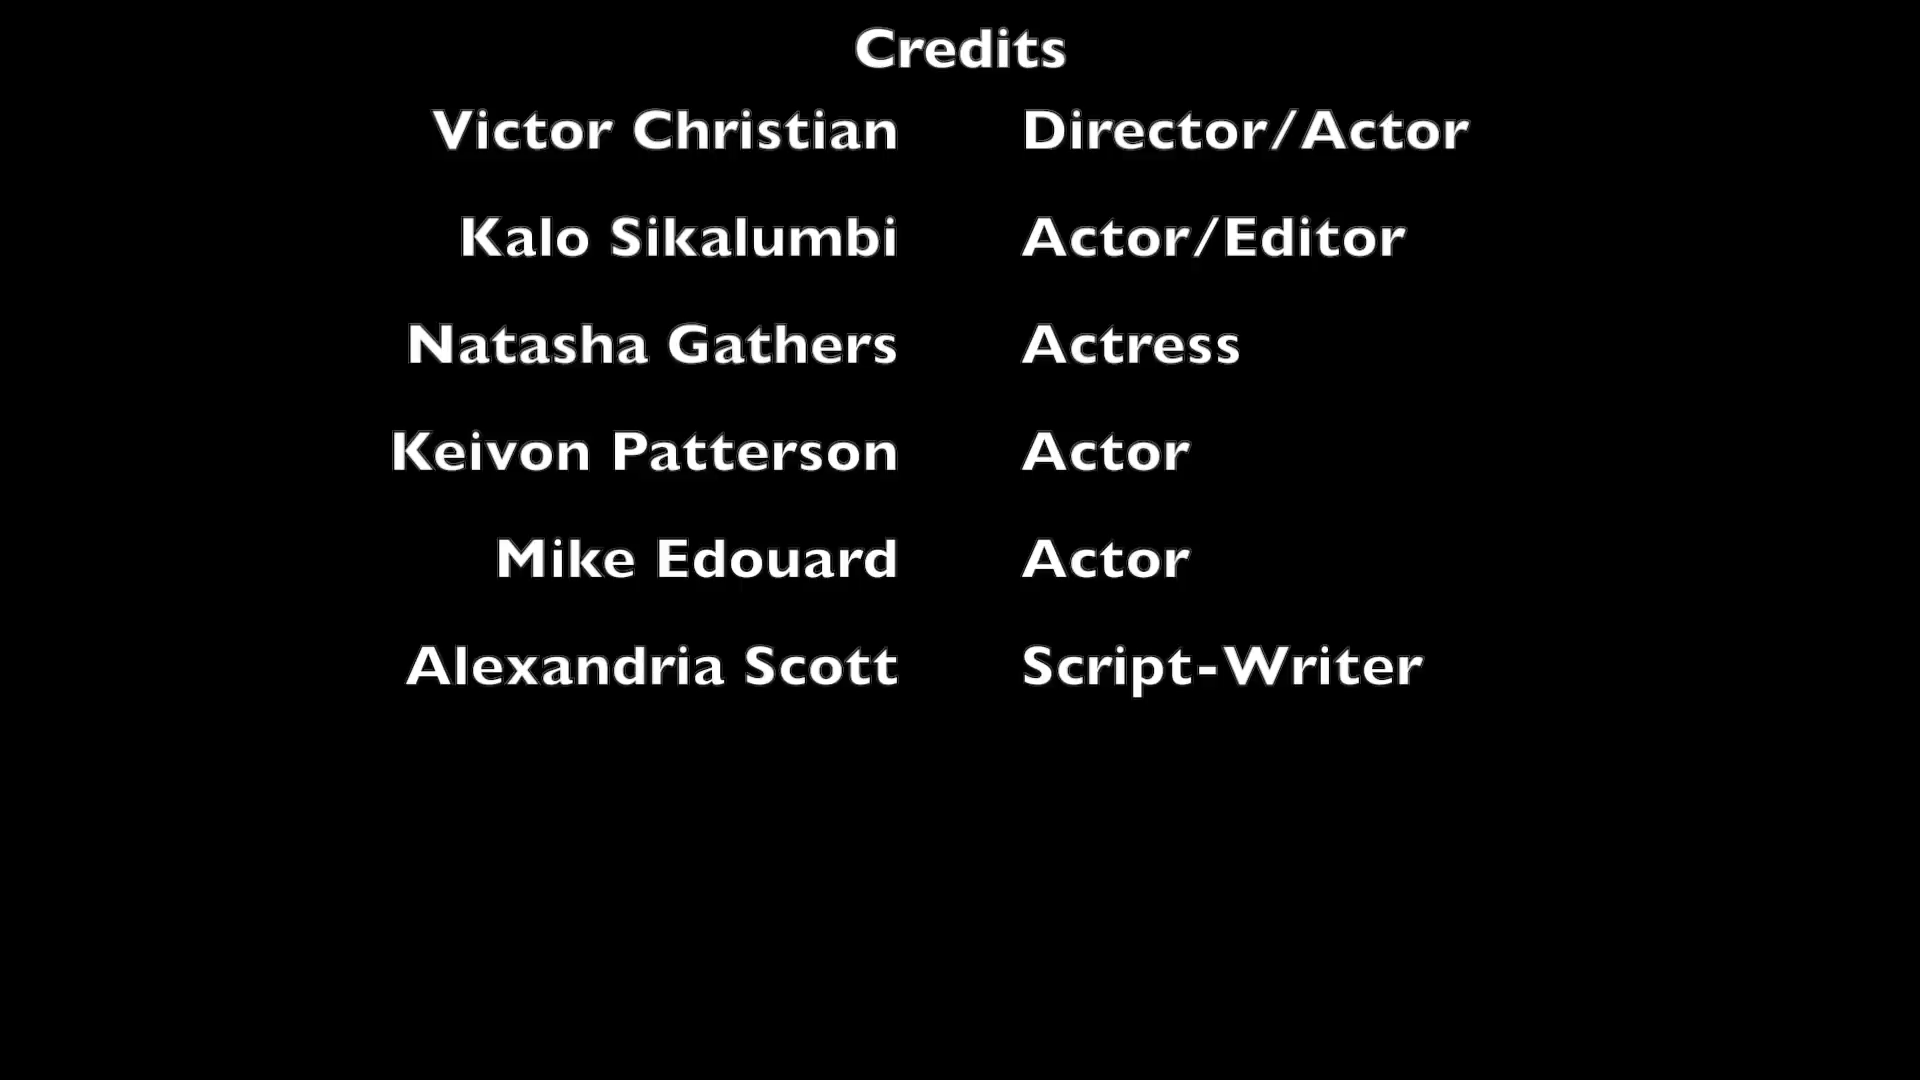 Credits
Victor Christian Director/Actor
Kalo Sikalumbi Actor/Editor
Natasha Gathers Actress
Keivon Patterson Actor
Mike Edouard Actor
Alexandria Scott Script-Writer